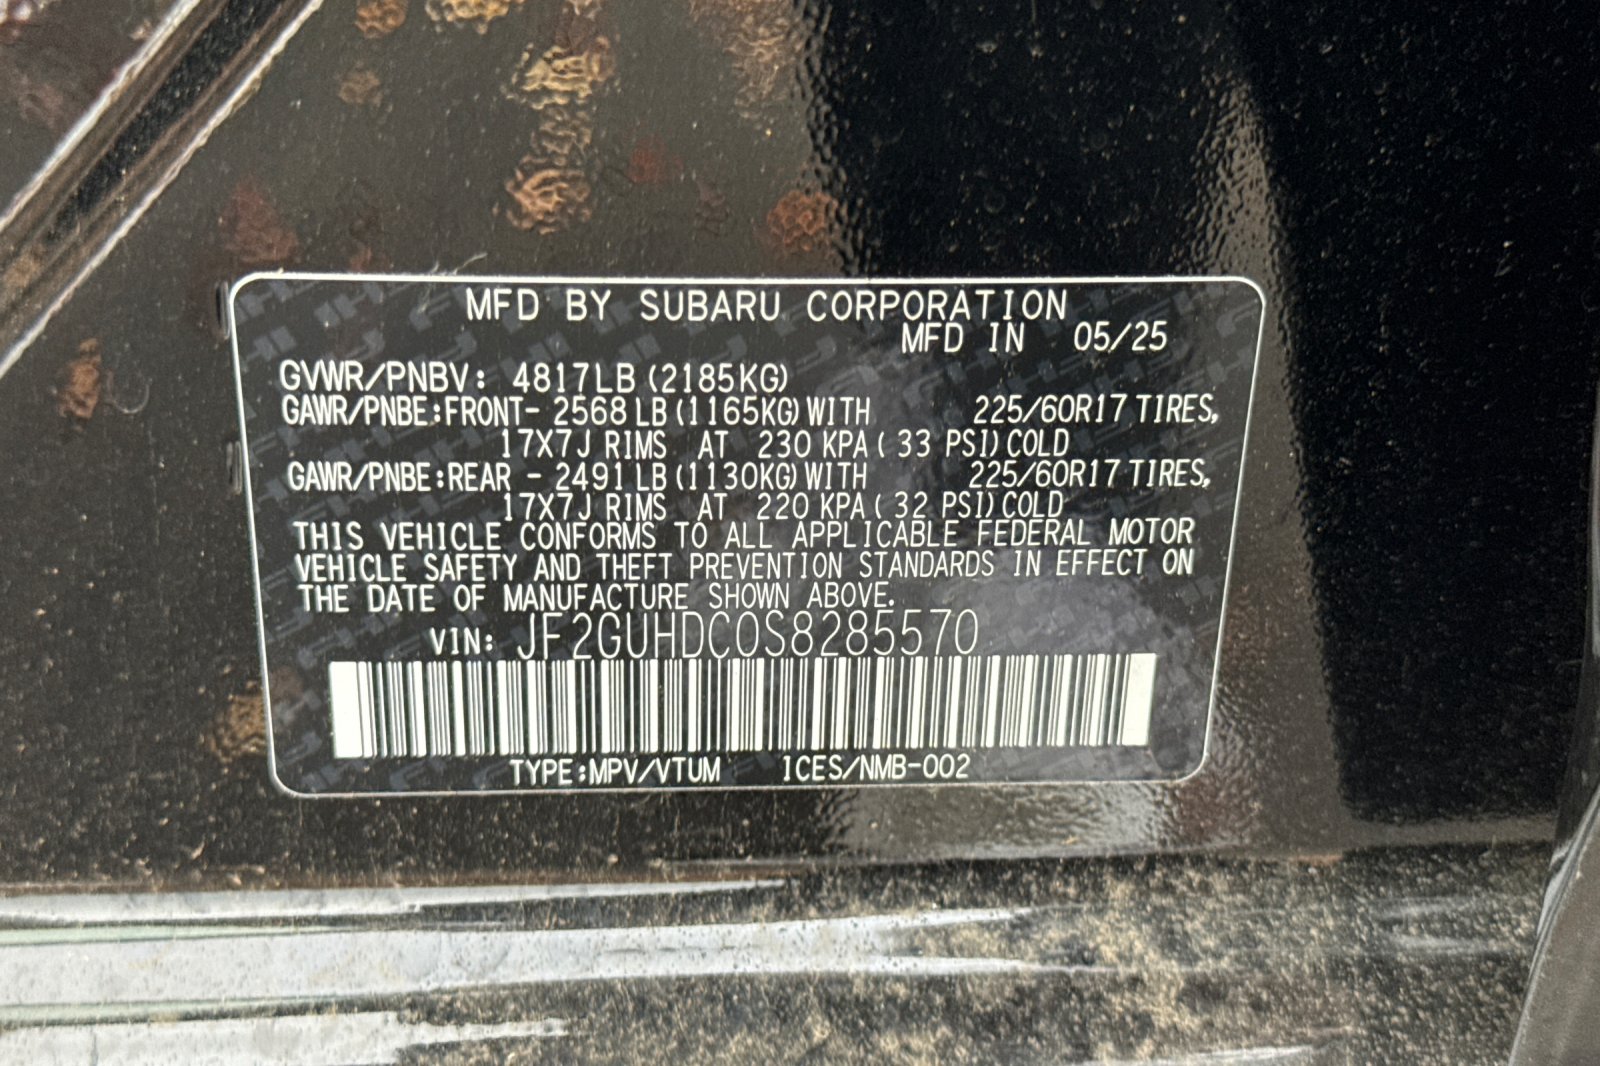 MFD BY SUBARU CORPORATION
MFD IN 05/25
GVWR/PNBV: 4817LB (2185KG)
GAWR/PNBE:FRONT- 2568 LB (1165KG) WITH 225/60R17 TIRES,
17X7J RIMS AT 230 KPA ( 33 PSI) COLD
GAWR/PNBE:REAR - 2491 LB (1130KG) WITH 225/60R17 TIRES,
17X7J RIMS AT 220 KPA ( 32 PSI) COLD
THIS VEHICLE CONFORMS TO ALL APPLICABLE FEDERAL MOTOR
VEHICLE SAFETY AND THEFT PREVENTION STANDARDS IN EFFECT ON
THE DATE OF MANUFACTURE SHOWN ABOVE.
VIN: JF2GUHDC0S8285570
TYPE:MPV/VTUM ICES/NMB-002